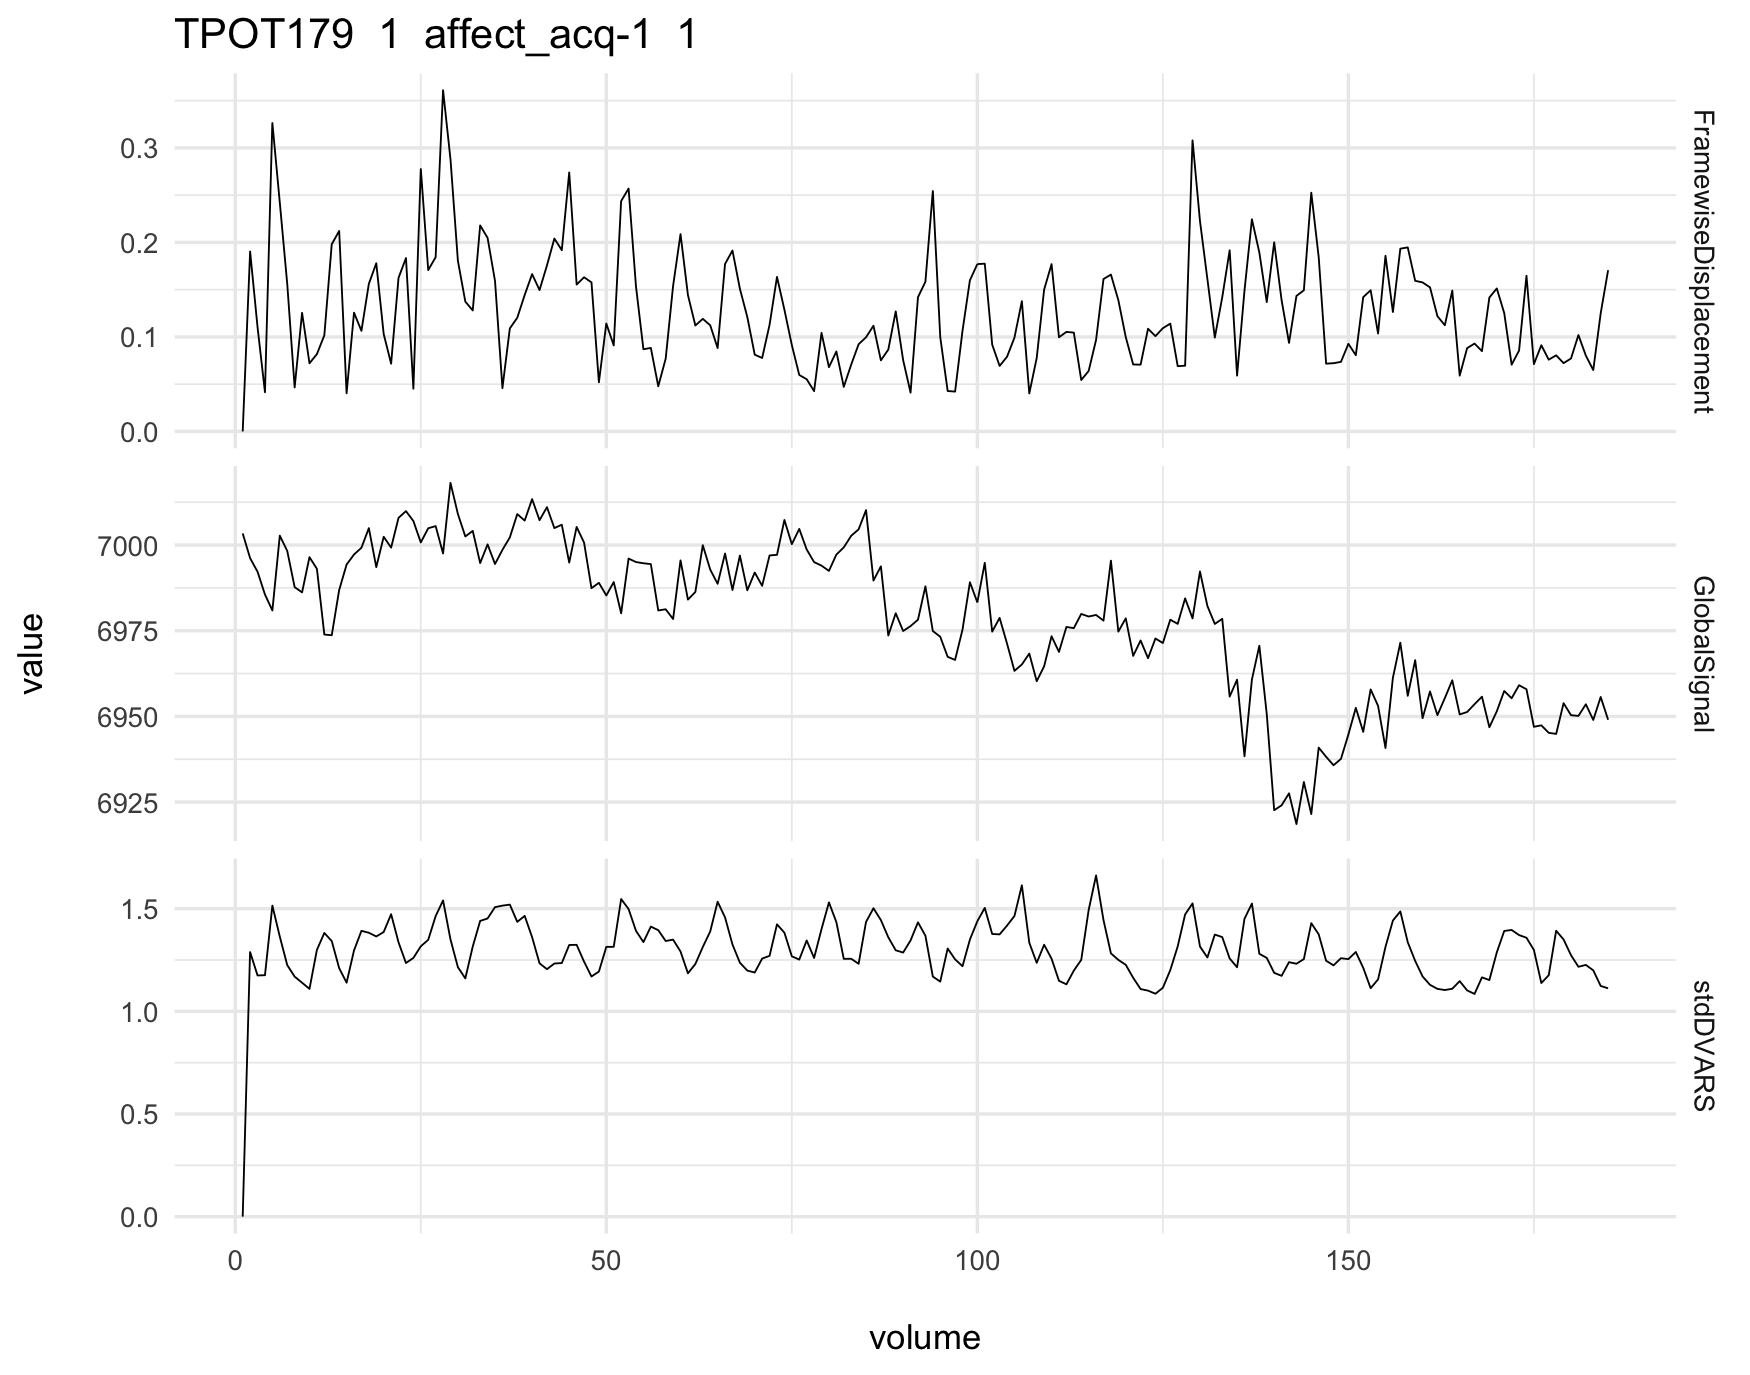 TPOT179 1 affect_acq-1 1
0.3
0.2
0.1
0.0
FramewiseDisplacement
7000
6975
6950
6925
GlobalSignal
value
1.5
1.0
0.5
0.0
stdDVARS
0 50 100 150
volume